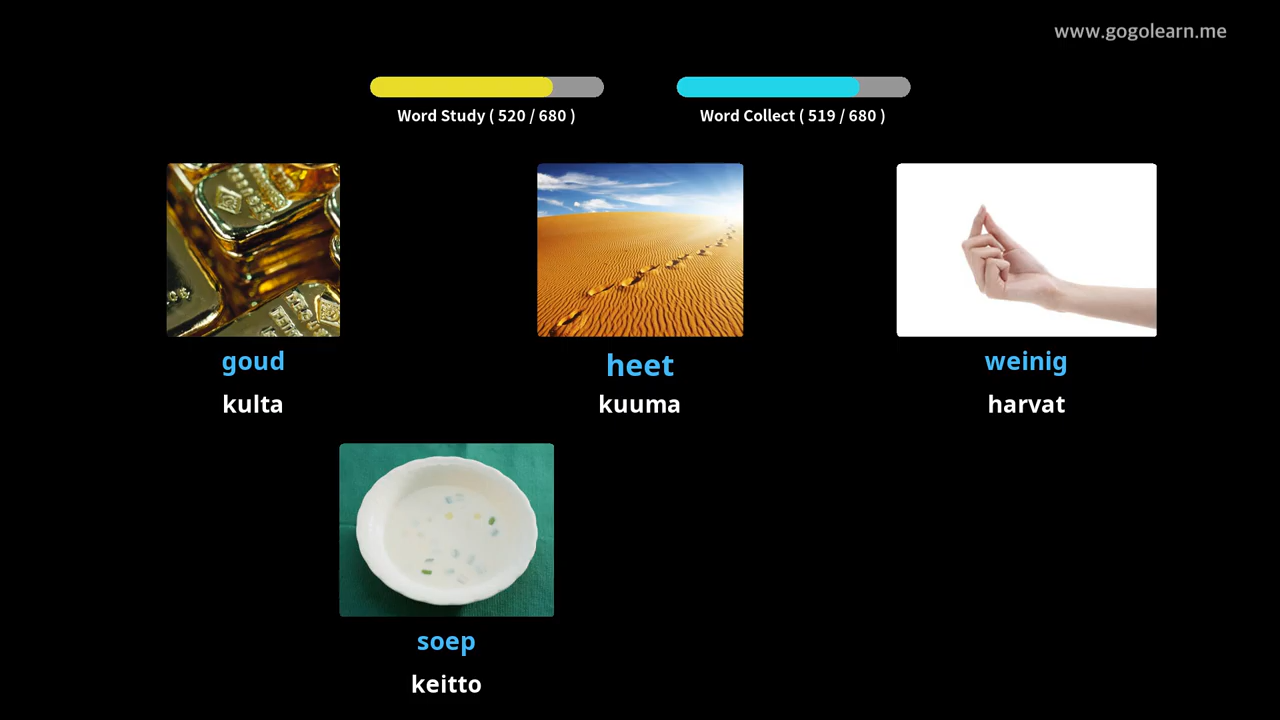 www.gogolearn.me
Word Study ( 520 / 680 )
Word Collect ( 519 / 680 )
goud
heet
weinig
kulta
kuuma
harvat
soep
keitto